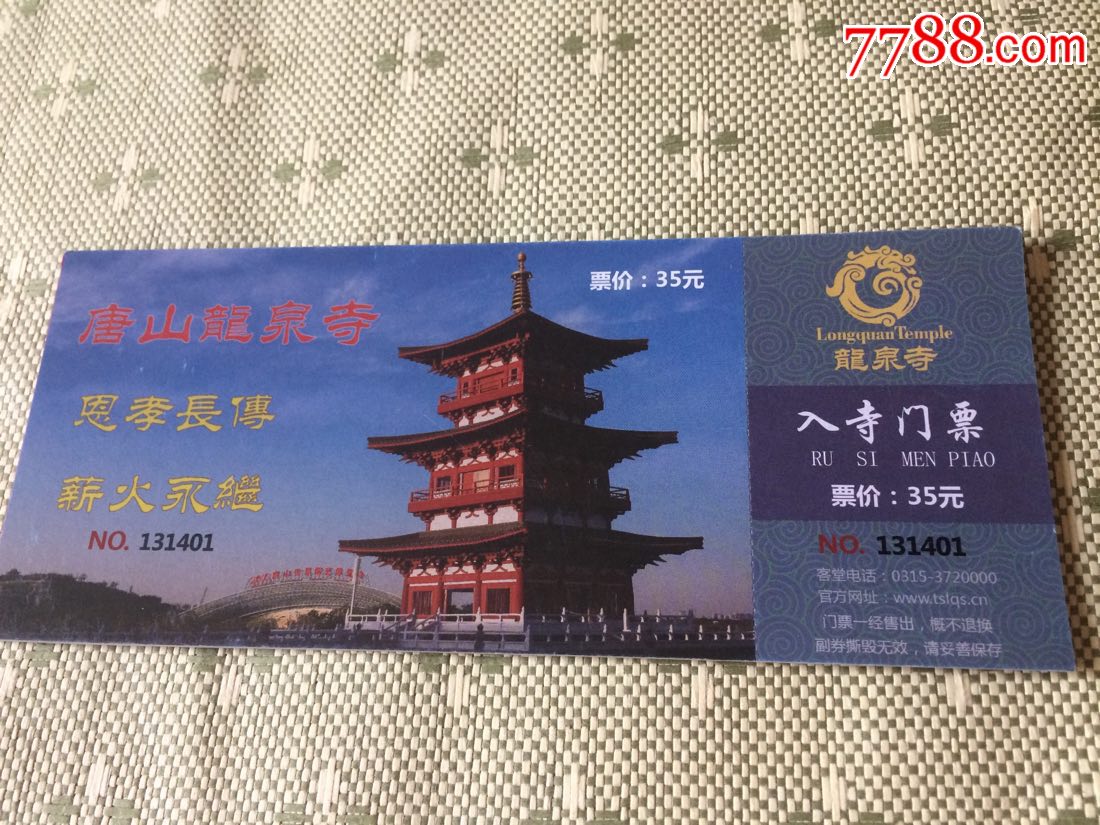 7788.com
唐山龍泉寺
恩孝長傳
薪火永繼
NO. 131401
票价：35元
Longquan Temple
龍泉寺
入寺门票
RU SI MEN PIAO
票价：35元
NO. 131401
客堂电话：0315-3720000
官方网址：www.tslqs.cn
门票一经售出，概不退换
副券撕毁无效，请妥善保存